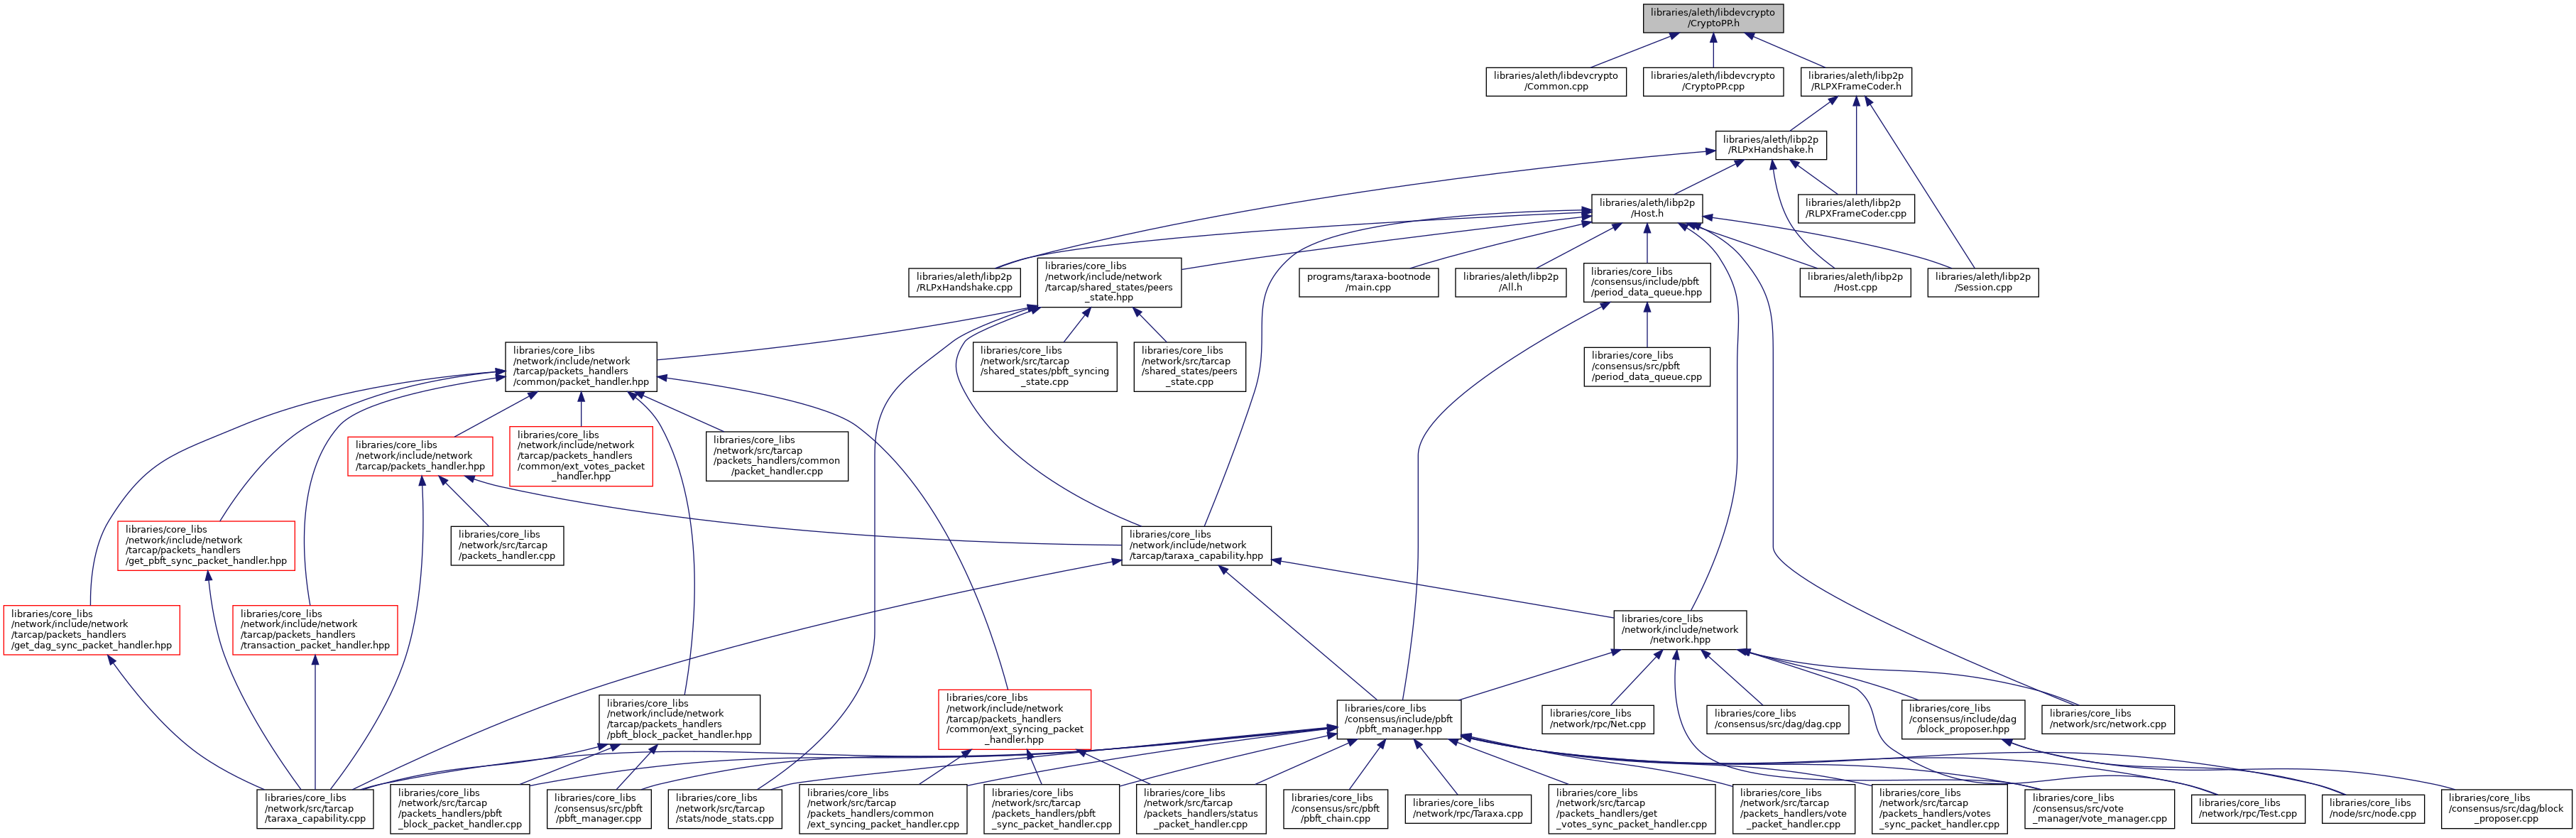 libraries/aleth/libdevcrypto
/CryptoPP.h
libraries/aleth/libdevcrypto
/Common.cpp
libraries/aleth/libdevcrypto
/CryptoPP.cpp
libraries/aleth/libp2p
/RLPXFrameCoder.h
libraries/aleth/libp2p
/RLPxHandshake.h
libraries/aleth/libp2p
/Host.h
libraries/aleth/libp2p
/RLPXFrameCoder.cpp
libraries/aleth/libp2p
/RLPxHandshake.cpp
libraries/core_libs
/network/include/network
/tarcap/shared_states/peers
_state.hpp
programs/taraxa-bootnode
/main.cpp
libraries/aleth/libp2p
/All.h
libraries/core_libs
/consensus/include/pbft
/period_data_queue.hpp
libraries/aleth/libp2p
/Host.cpp
libraries/aleth/libp2p
/Session.cpp
libraries/core_libs
/network/include/network
/tarcap/packets_handlers
/common/packet_handler.hpp
libraries/core_libs
/network/src/tarcap
/shared_states/pbft_syncing
_state.cpp
libraries/core_libs
/network/src/tarcap
/shared_states/peers
_state.cpp
libraries/core_libs
/consensus/src/pbft
/period_data_queue.cpp
libraries/core_libs
/network/include/network
/tarcap/packets_handler.hpp
libraries/core_libs
/network/include/network
/tarcap/packets_handlers
/common/ext_votes_packet
_handler.hpp
libraries/core_libs
/network/src/tarcap
/packets_handlers/common
/packet_handler.cpp
libraries/core_libs
/network/include/network
/tarcap/packets_handlers
/get_pbft_sync_packet_handler.hpp
libraries/core_libs
/network/src/tarcap
/packets_handler.cpp
libraries/core_libs
/network/include/network
/tarcap/taraxa_capability.hpp
libraries/core_libs
/network/include/network
/tarcap/packets_handlers
/get_dag_sync_packet_handler.hpp
libraries/core_libs
/network/include/network
/tarcap/packets_handlers
/transaction_packet_handler.hpp
libraries/core_libs
/network/include/network
/network.hpp
libraries/core_libs
/network/include/network
/tarcap/packets_handlers
/pbft_block_packet_handler.hpp
libraries/core_libs
/network/include/network
/tarcap/packets_handlers
/common/ext_syncing_packet
_handler.hpp
libraries/core_libs
/consensus/include/pbft
/pbft_manager.hpp
libraries/core_libs
/network/rpc/Net.cpp
libraries/core_libs
/consensus/src/dag/dag.cpp
libraries/core_libs
/consensus/include/dag
/block_proposer.hpp
libraries/core_libs
/network/src/network.cpp
libraries/core_libs
/network/src/tarcap
/taraxa_capability.cpp
libraries/core_libs
/network/src/tarcap
/packets_handlers/pbft
_block_packet_handler.cpp
libraries/core_libs
/consensus/src/pbft
/pbft_manager.cpp
libraries/core_libs
/network/src/tarcap
/stats/node_stats.cpp
libraries/core_libs
/network/src/tarcap
/packets_handlers/common
/ext_syncing_packet_handler.cpp
libraries/core_libs
/network/src/tarcap
/packets_handlers/pbft
_sync_packet_handler.cpp
libraries/core_libs
/network/src/tarcap
/packets_handlers/status
_packet_handler.cpp
libraries/core_libs
/consensus/src/pbft
/pbft_chain.cpp
libraries/core_libs
/network/rpc/Taraxa.cpp
libraries/core_libs
/network/src/tarcap
/packets_handlers/get
_votes_sync_packet_handler.cpp
libraries/core_libs
/network/src/tarcap
/packets_handlers/vote
_packet_handler.cpp
libraries/core_libs
/network/src/tarcap
/packets_handlers/votes
_sync_packet_handler.cpp
libraries/core_libs
/consensus/src/vote
_manager/vote_manager.cpp
libraries/core_libs
/network/rpc/Test.cpp
libraries/core_libs
/node/src/node.cpp
libraries/core_libs
/consensus/src/dag/block
_proposer.cpp